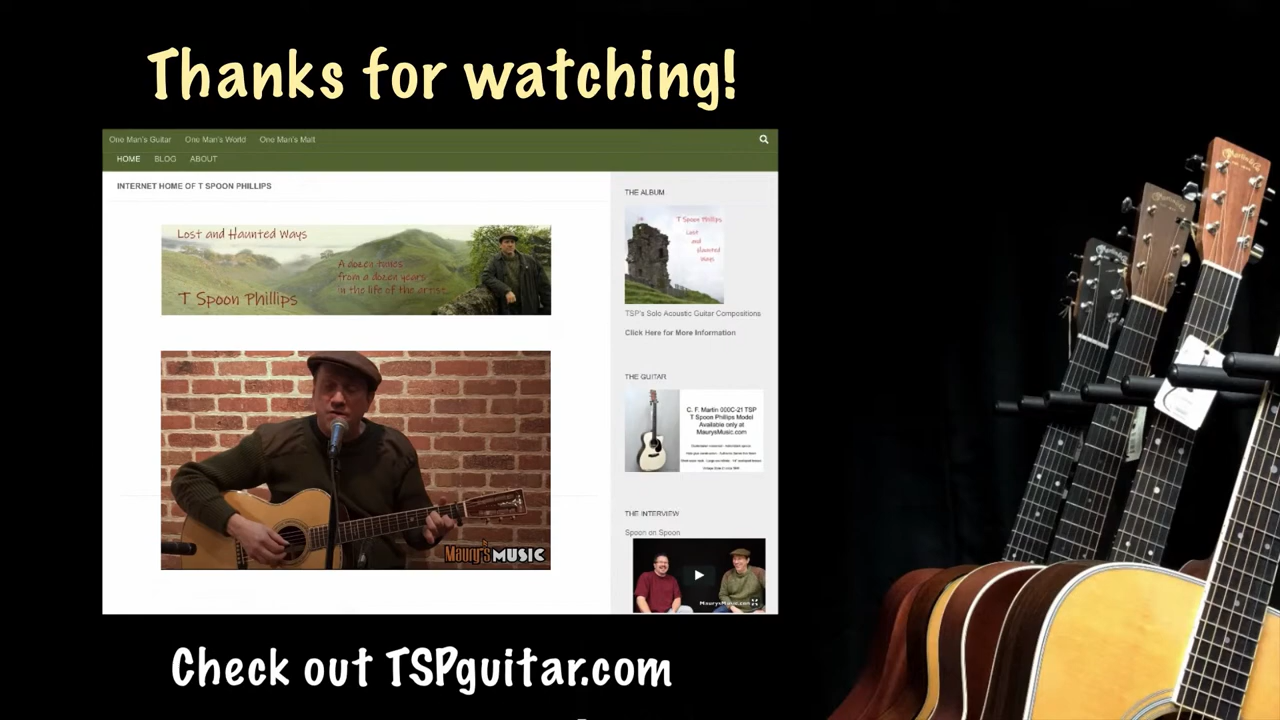 Thanks for watching!
One Man's Guitar One Man's World One Man's Malt
HOME BLOG ABOUT
INTERNET HOME OF T SPOON PHILLIPS
Lost and Haunted Ways
A dozen tunes
from a dozen years
in the life of the artist
T Spoon Phillips
Maury's MUSIC
THE ALBUM
T Spoon Phillips
Lost
and
Haunted
Ways
TSP's Solo Acoustic Guitar Compositions
Click Here for More Information
THE GUITAR
C. F. Martin 000C-21 TSP
T Spoon Phillips Model
Available only at
MaurysMusic.com
THE INTERVIEW
Spoon on Spoon
MaurysMusic.com
Check out TSPguitar.com